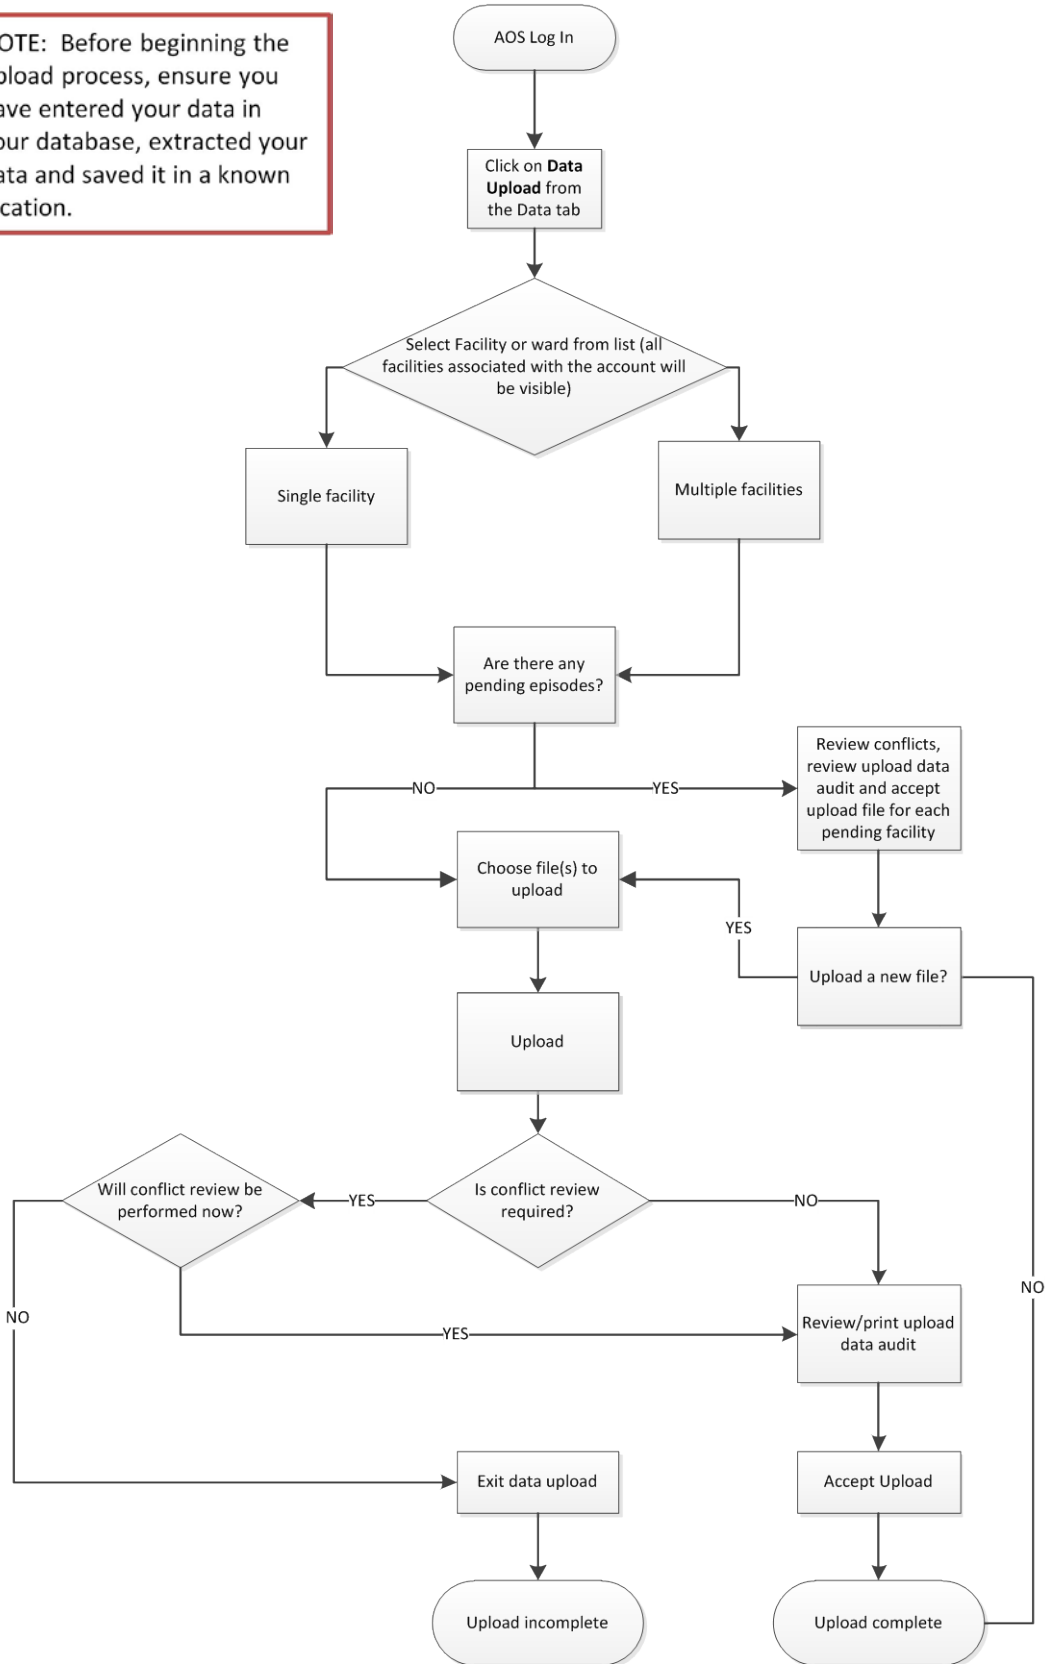 OTE: Before beginning the
pload process, ensure you
ave entered your data in
our database, extracted your
ata and saved it in a known
cation.
AOS Log In
Click on Data
Upload from
the Data tab
Select Facility or ward from list (all
facilities associated with the account will
be visible)
Single facility
Multiple facilities
Are there any
pending episodes?
NO
YES
Review conflicts,
review upload data
audit and accept
upload file for each
pending facility
Choose file(s) to
upload
YES
Upload a new file?
Upload
Will conflict review be
performed now?
YES
Is conflict review
required?
NO
NO
NO
YES
Review/print upload
data audit
Exit data upload
Accept Upload
Upload incomplete
Upload complete